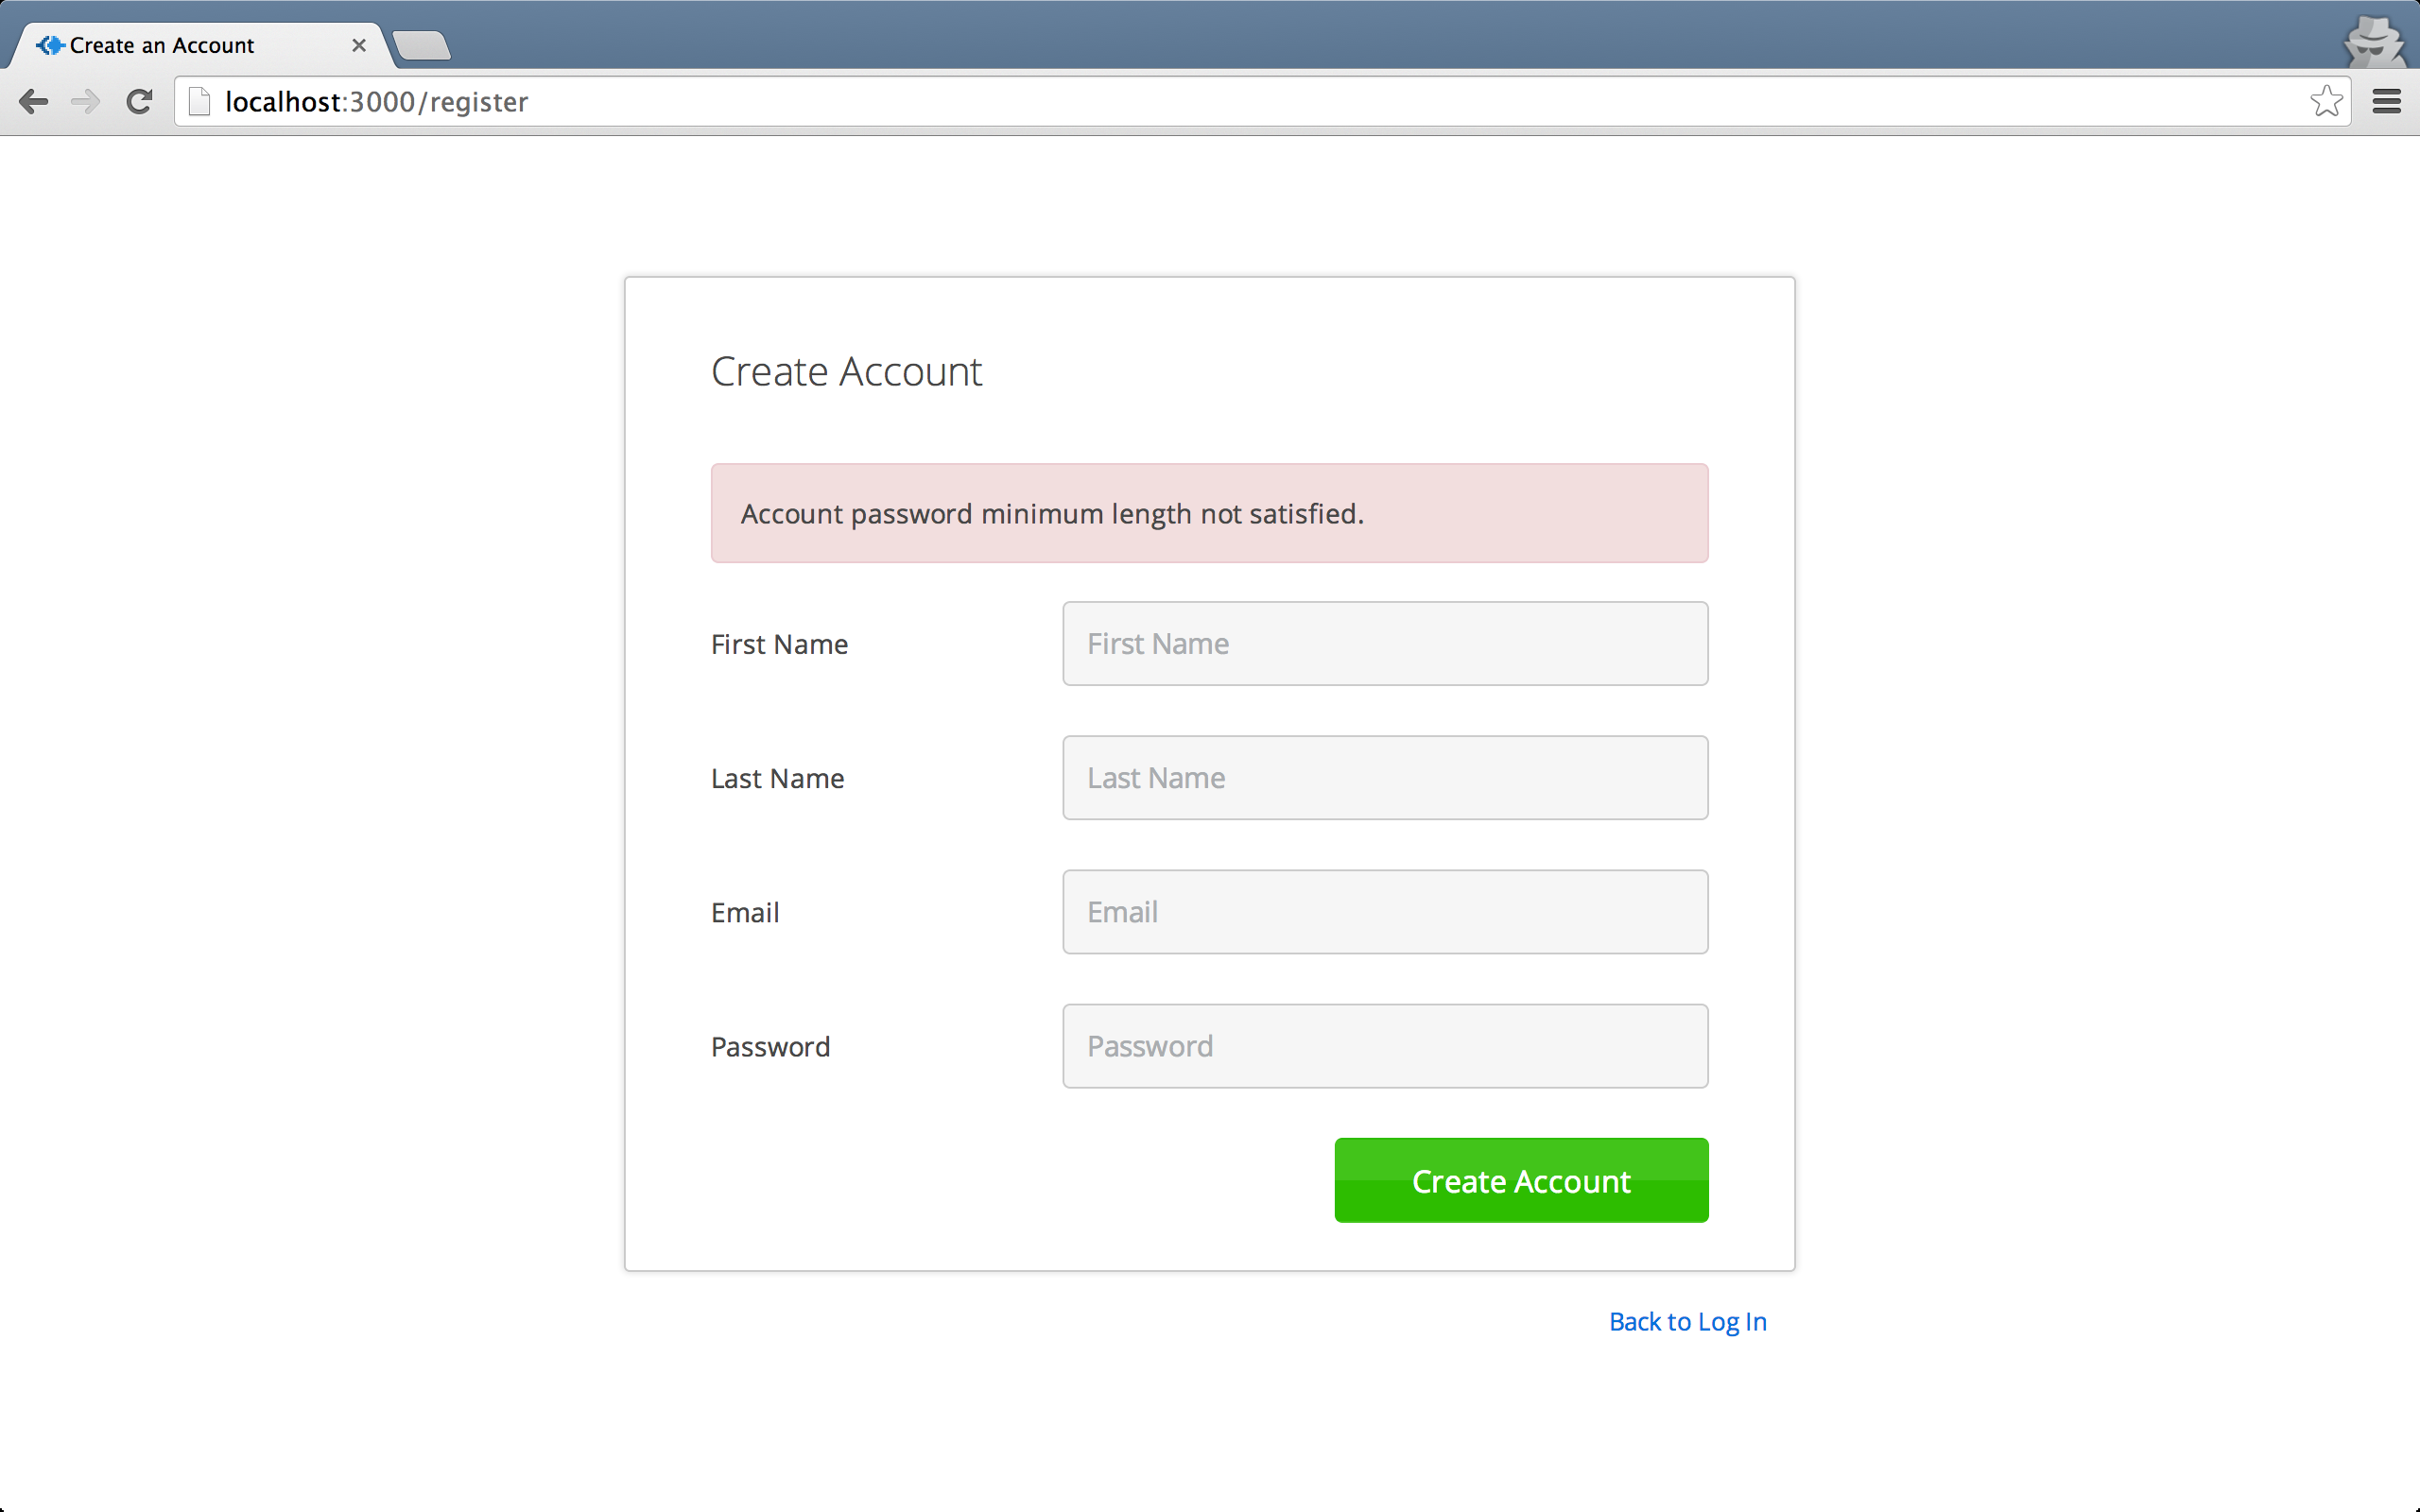 Create an Account
localhost:3000/register
Create Account
Account password minimum length not satisfied.
First Name First Name
Last Name Last Name
Email Email
Password Password
Create Account
Back to Log In